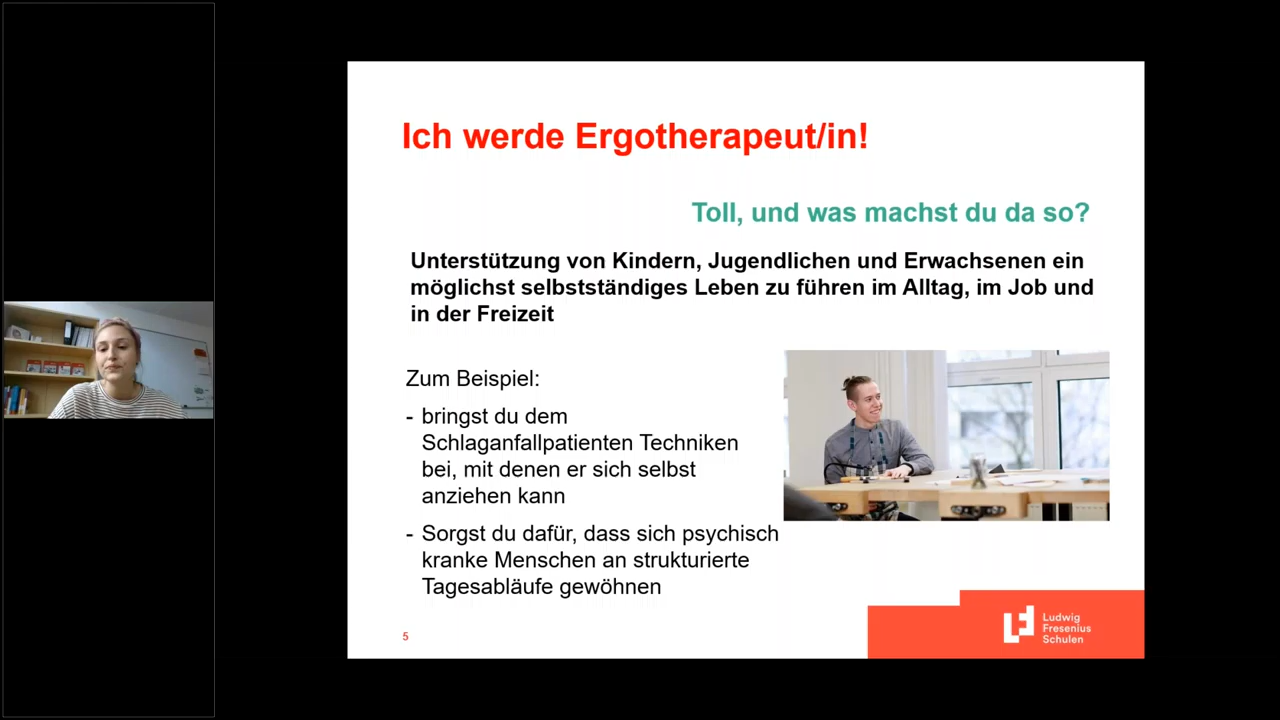 Ich werde Ergotherapeut/in!
Toll, und was machst du da so?
Unterstützung von Kindern, Jugendlichen und Erwachsenen ein
möglichst selbstständiges Leben zu führen im Alltag, im Job und
in der Freizeit
Zum Beispiel:
- bringst du dem
Schlaganfallpatienten Techniken
bei, mit denen er sich selbst
anziehen kann
- Sorgst du dafür, dass sich psychisch
kranke Menschen an strukturierte
Tagesabläufe gewöhnen
5
Ludwig
Fresenius
Schulen